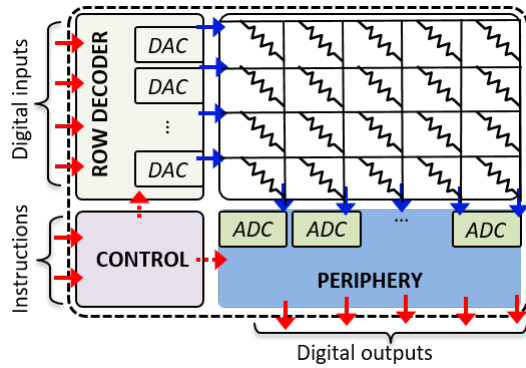 Digital inputs
ROW DECODER
DAC
DAC
...
DAC
Instructions
CONTROL
ADC
ADC
...
ADC
PERIPHERY
Digital outputs